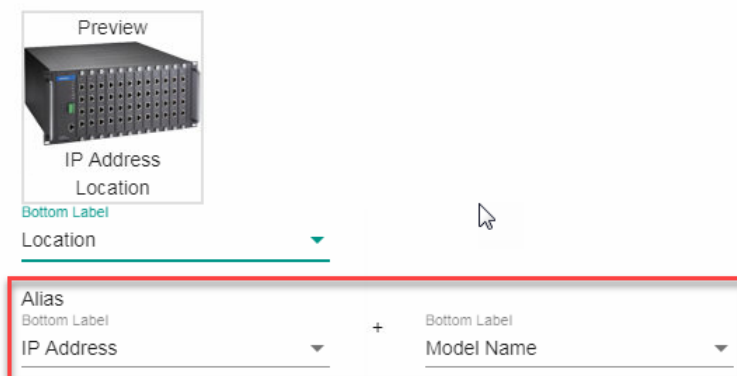 Preview
IP Address
Location
Bottom Label
Location
Alias
Bottom Label
IP Address
+
Bottom Label
Model Name